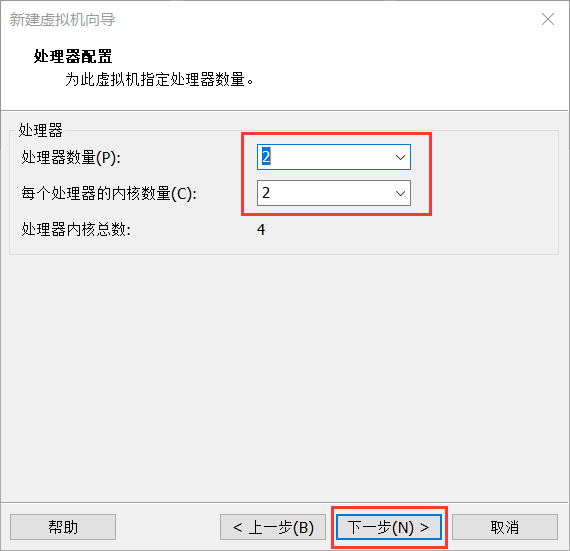 新建虚拟机向导
处理器配置
为此虚拟机指定处理器数量。
处理器
处理器数量(P):
2
每个处理器的内核数量(C):
2
处理器内核总数:
4
帮助
< 上一步(B)
下一步(N) >
取消